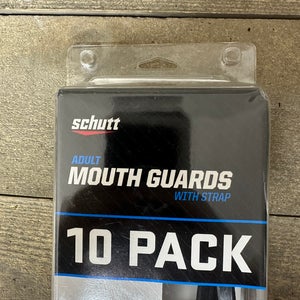 schutt
ADULT
MOUTH GUARDS
WITH STRAP
10 PACK